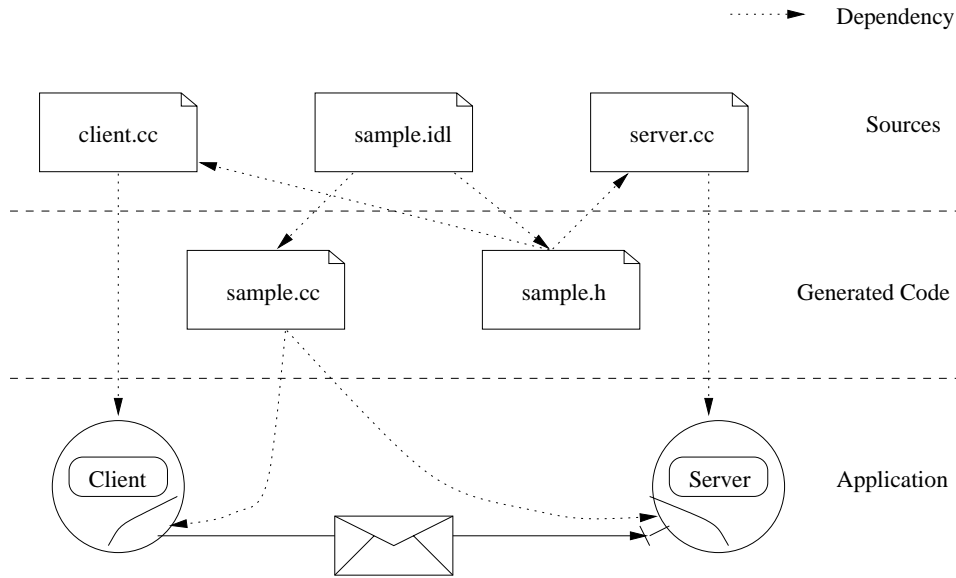 Dependency
client.cc
sample.idl
server.cc
Sources
sample.cc
sample.h
Generated Code
Client
Server
Application